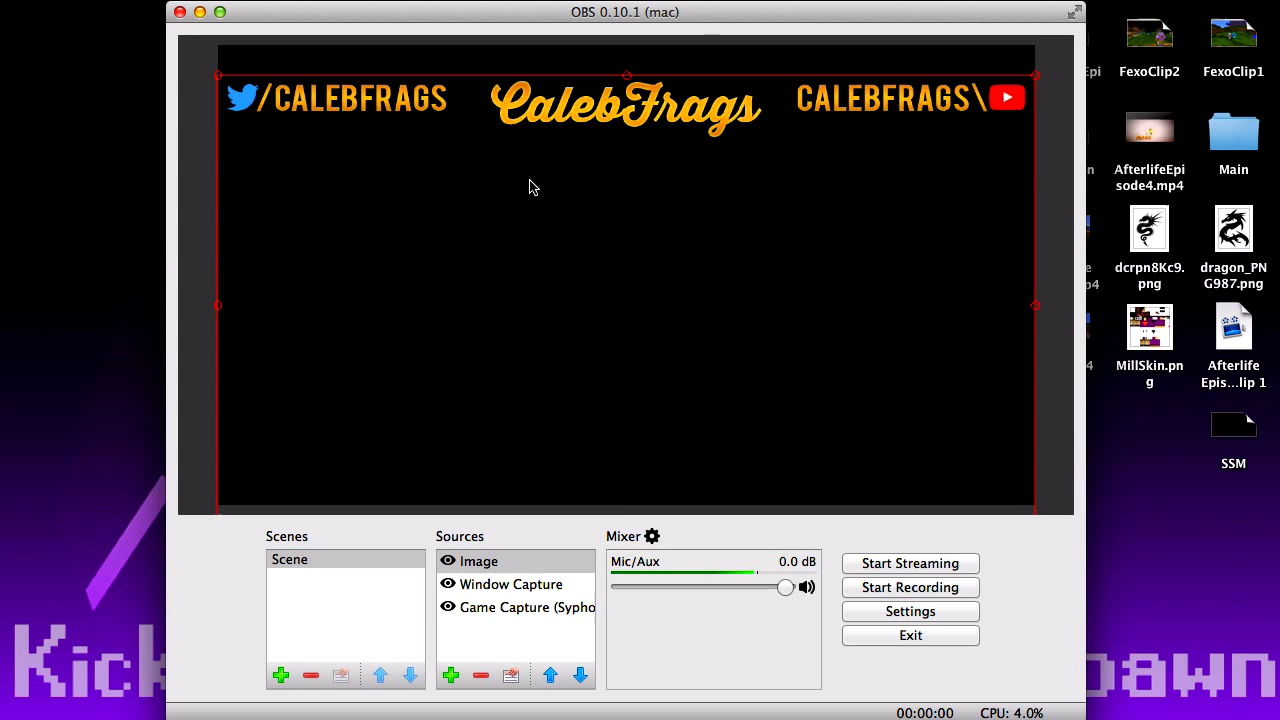 OBS 0.10.1 (mac)
/CALEBFRAGS
CalebFrags
CALEBFRAGS\
Scenes
Scene
Sources
Image
Window Capture
Game Capture (Sypho
Mixer
Mic/Aux
0.0 dB
Start Streaming
Start Recording
Settings
Exit
00:00:00
CPU: 4.0%
FexoClip2
FexoClip1
AfterlifeEpi
sode4.mp4
Main
dcrpn8Kc9.
png
dragon_PN
G987.png
MillSkin.pn
g
Afterlife
Epis...lip 1
SSM
Epi
p4
Kick
pawn